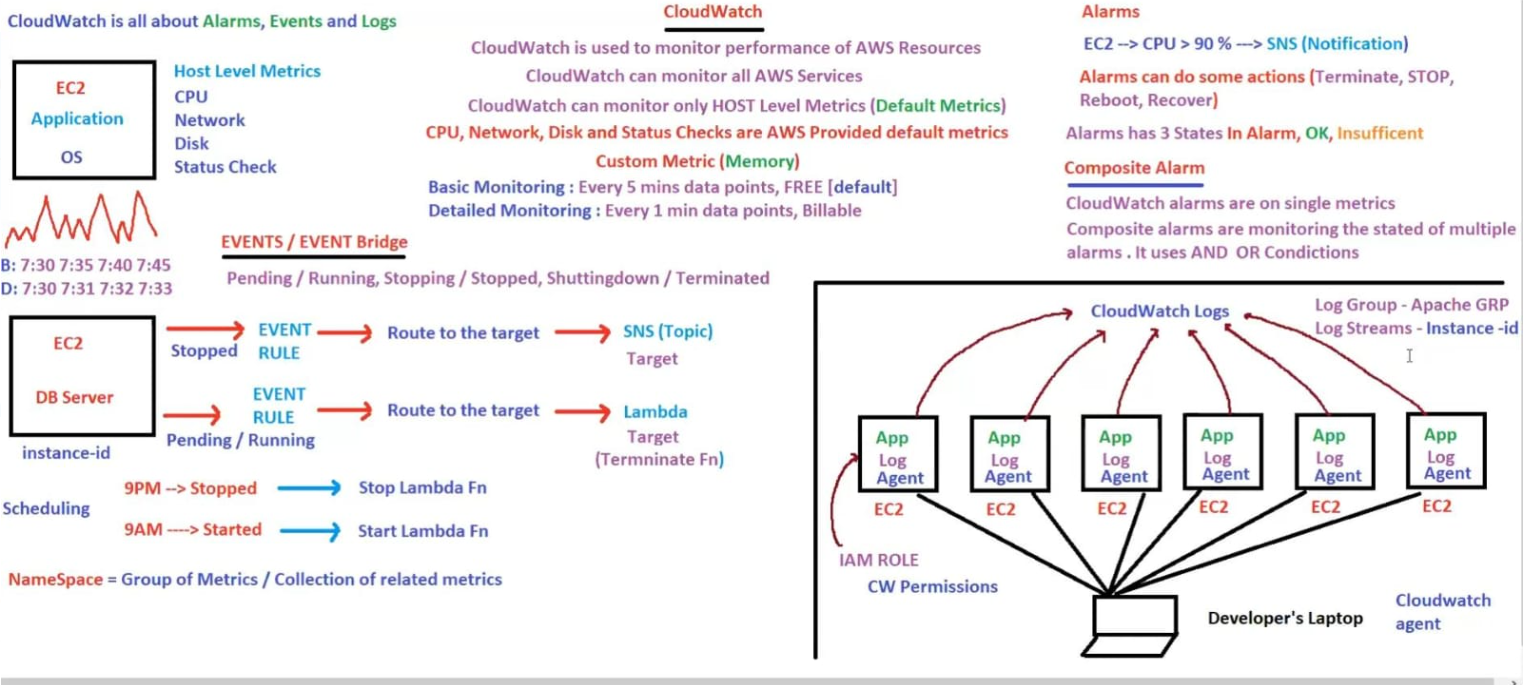 CloudWatch is all about Alarms, Events and Logs
EC2
Application
OS
Host Level Metrics
CPU
Network
Disk
Status Check
B: 7:30 7:35 7:40 7:45
D: 7:30 7:31 7:32 7:33
CloudWatch
CloudWatch is used to monitor performance of AWS Resources
CloudWatch can monitor all AWS Services
CloudWatch can monitor only HOST Level Metrics (Default Metrics)
CPU, Network, Disk and Status Checks are AWS Provided default metrics
Custom Metric (Memory)
Basic Monitoring : Every 5 mins data points, FREE [default]
Detailed Monitoring : Every 1 min data points, Billable
Alarms
EC2 --> CPU > 90 % ---> SNS (Notification)
Alarms can do some actions (Terminate, STOP,
Reboot, Recover)
Alarms has 3 States In Alarm, OK, Insufficent
Composite Alarm
CloudWatch alarms are on single metrics
Composite alarms are monitoring the stated of multiple
alarms . It uses AND OR Condictions
EVENTS / EVENT Bridge
Pending / Running, Stopping / Stopped, Shuttingdown / Terminated
EC2
DB Server
instance-id
Stopped
EVENT
RULE
Route to the target
SNS (Topic)
Target
Pending / Running
EVENT
RULE
Route to the target
Lambda
Target
(Termninate Fn)
Scheduling
9PM --> Stopped
Stop Lambda Fn
9AM ----> Started
Start Lambda Fn
NameSpace = Group of Metrics / Collection of related metrics
CloudWatch Logs
Log Group - Apache GRP
Log Streams - Instance -id
App
Log
Agent
EC2
App
Log
Agent
EC2
App
Log
Agent
EC2
App
Log
Agent
EC2
App
Log
Agent
EC2
App
Log
Agent
EC2
IAM ROLE
CW Permissions
Developer's Laptop
Cloudwatch
agent